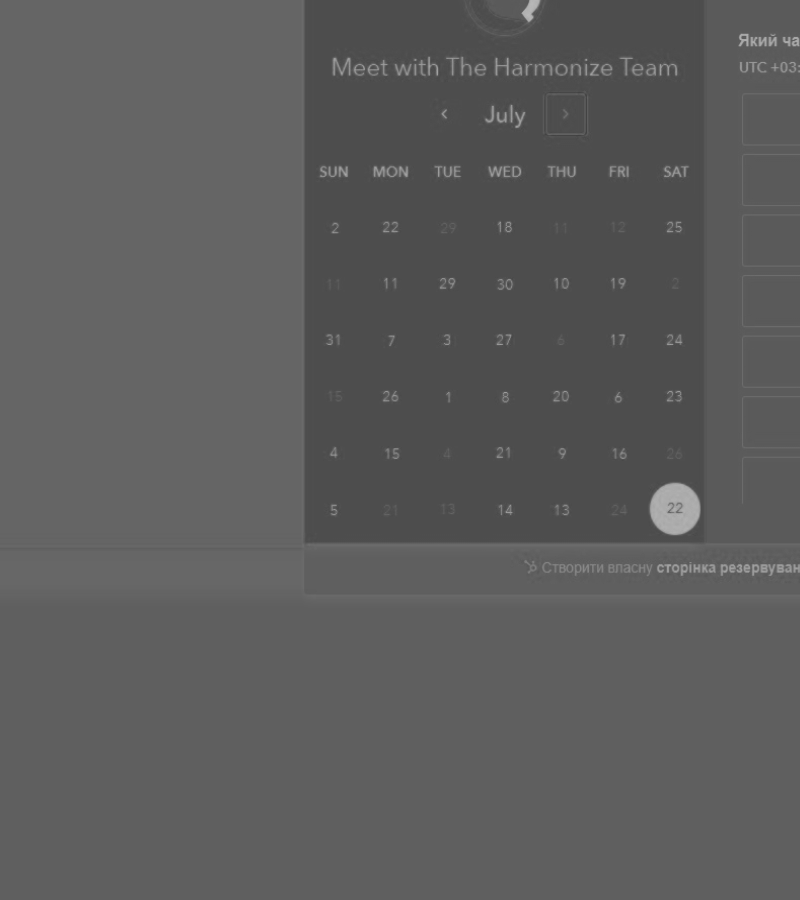 Meet with The Harmonize Team
Який ча
UTC +03:
‹ July ›
SUN MON TUE WED THU FRI SAT
2 22 29 18 11 12 25
11 11 29 30 10 19 2
31 7 3 27 6 17 24
15 26 1 8 20 6 23
4 15 4 21 9 16 26
5 21 13 14 13 24 22
Створити власну сторінка резервуван